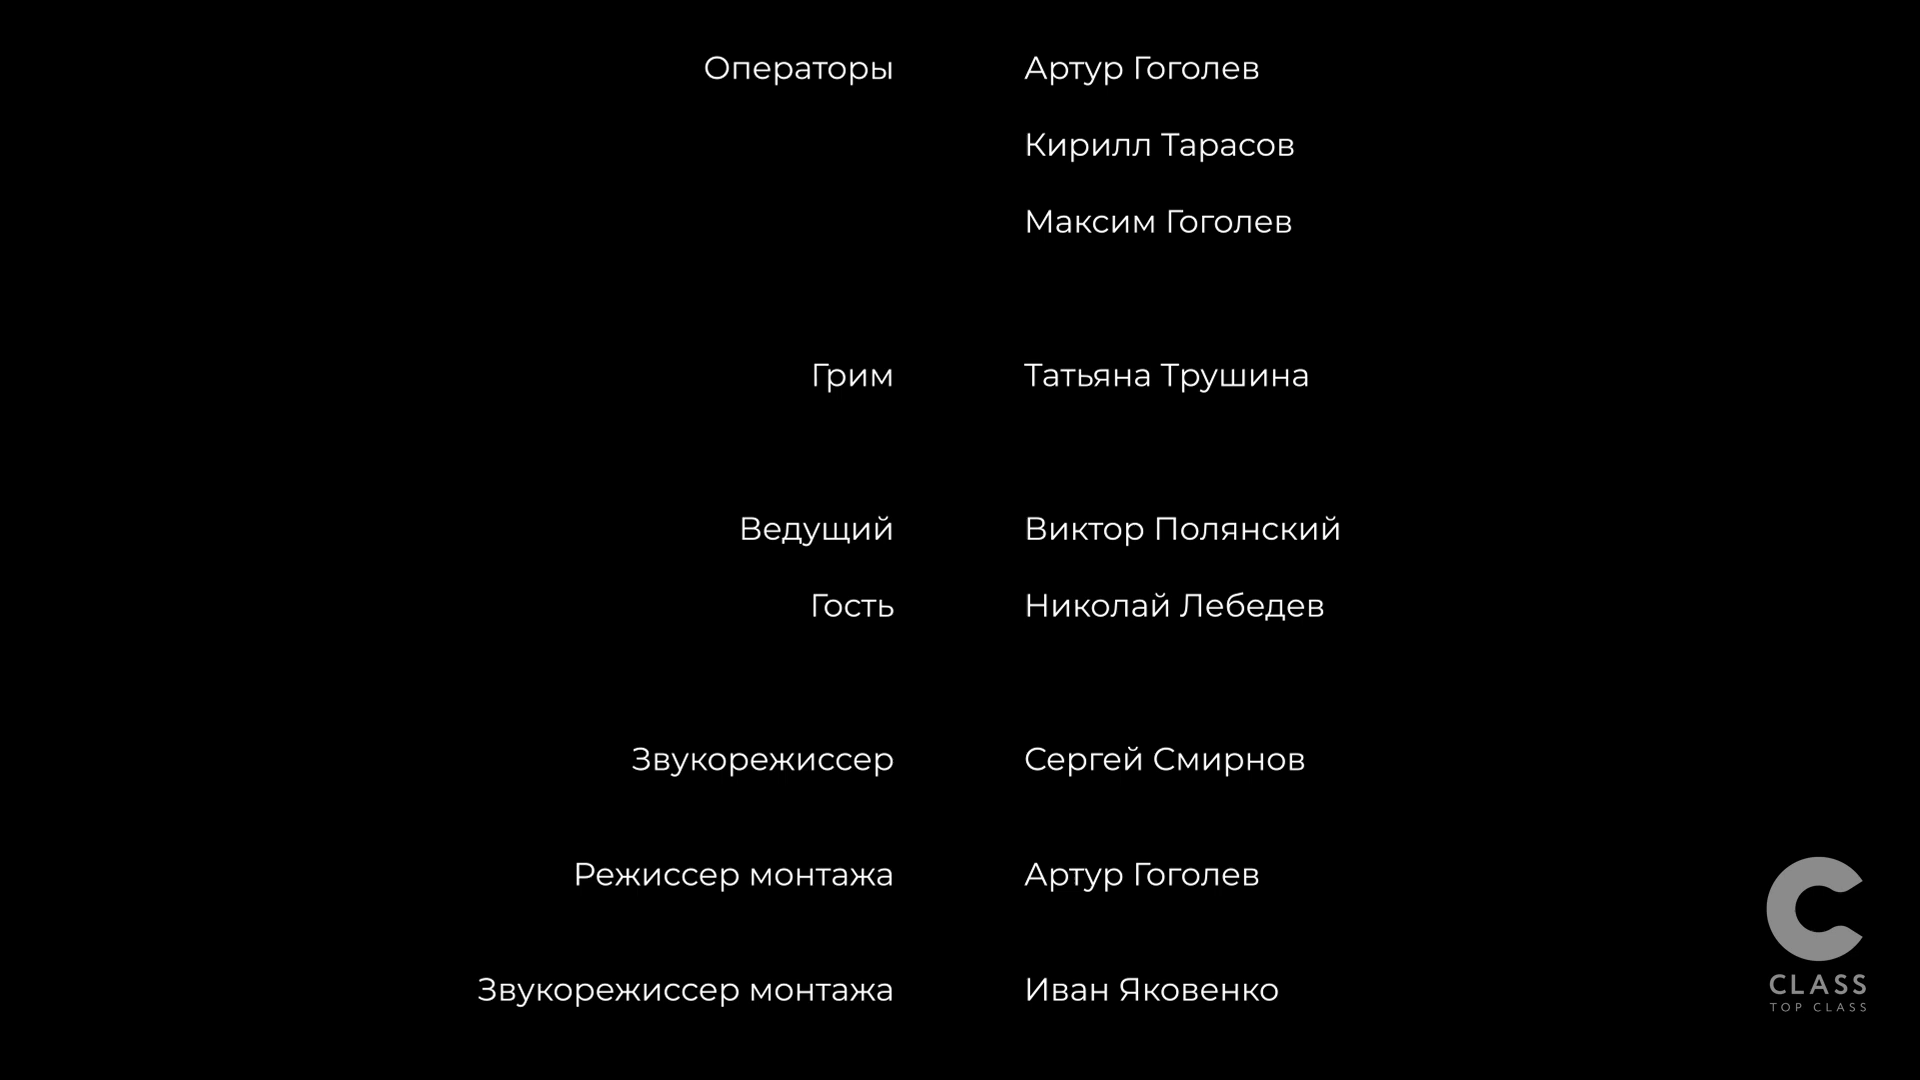 Операторы Артур Гоголев
Кирилл Тарасов
Максим Гоголев
Грим Татьяна Трушина
Ведущий Виктор Полянский
Гость Николай Лебедев
Звукорежиссер Сергей Смирнов
Режиссер монтажа Артур Гоголев
Звукорежиссер монтажа Иван Яковенко
CLASS
TOP CLASS